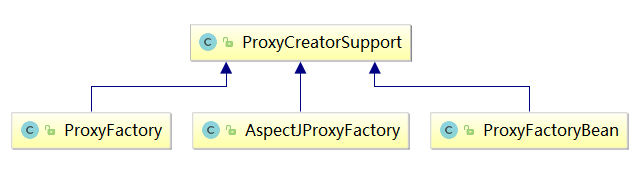 C ProxyCreatorSupport
C ProxyFactory
C AspectJProxyFactory
C ProxyFactoryBean